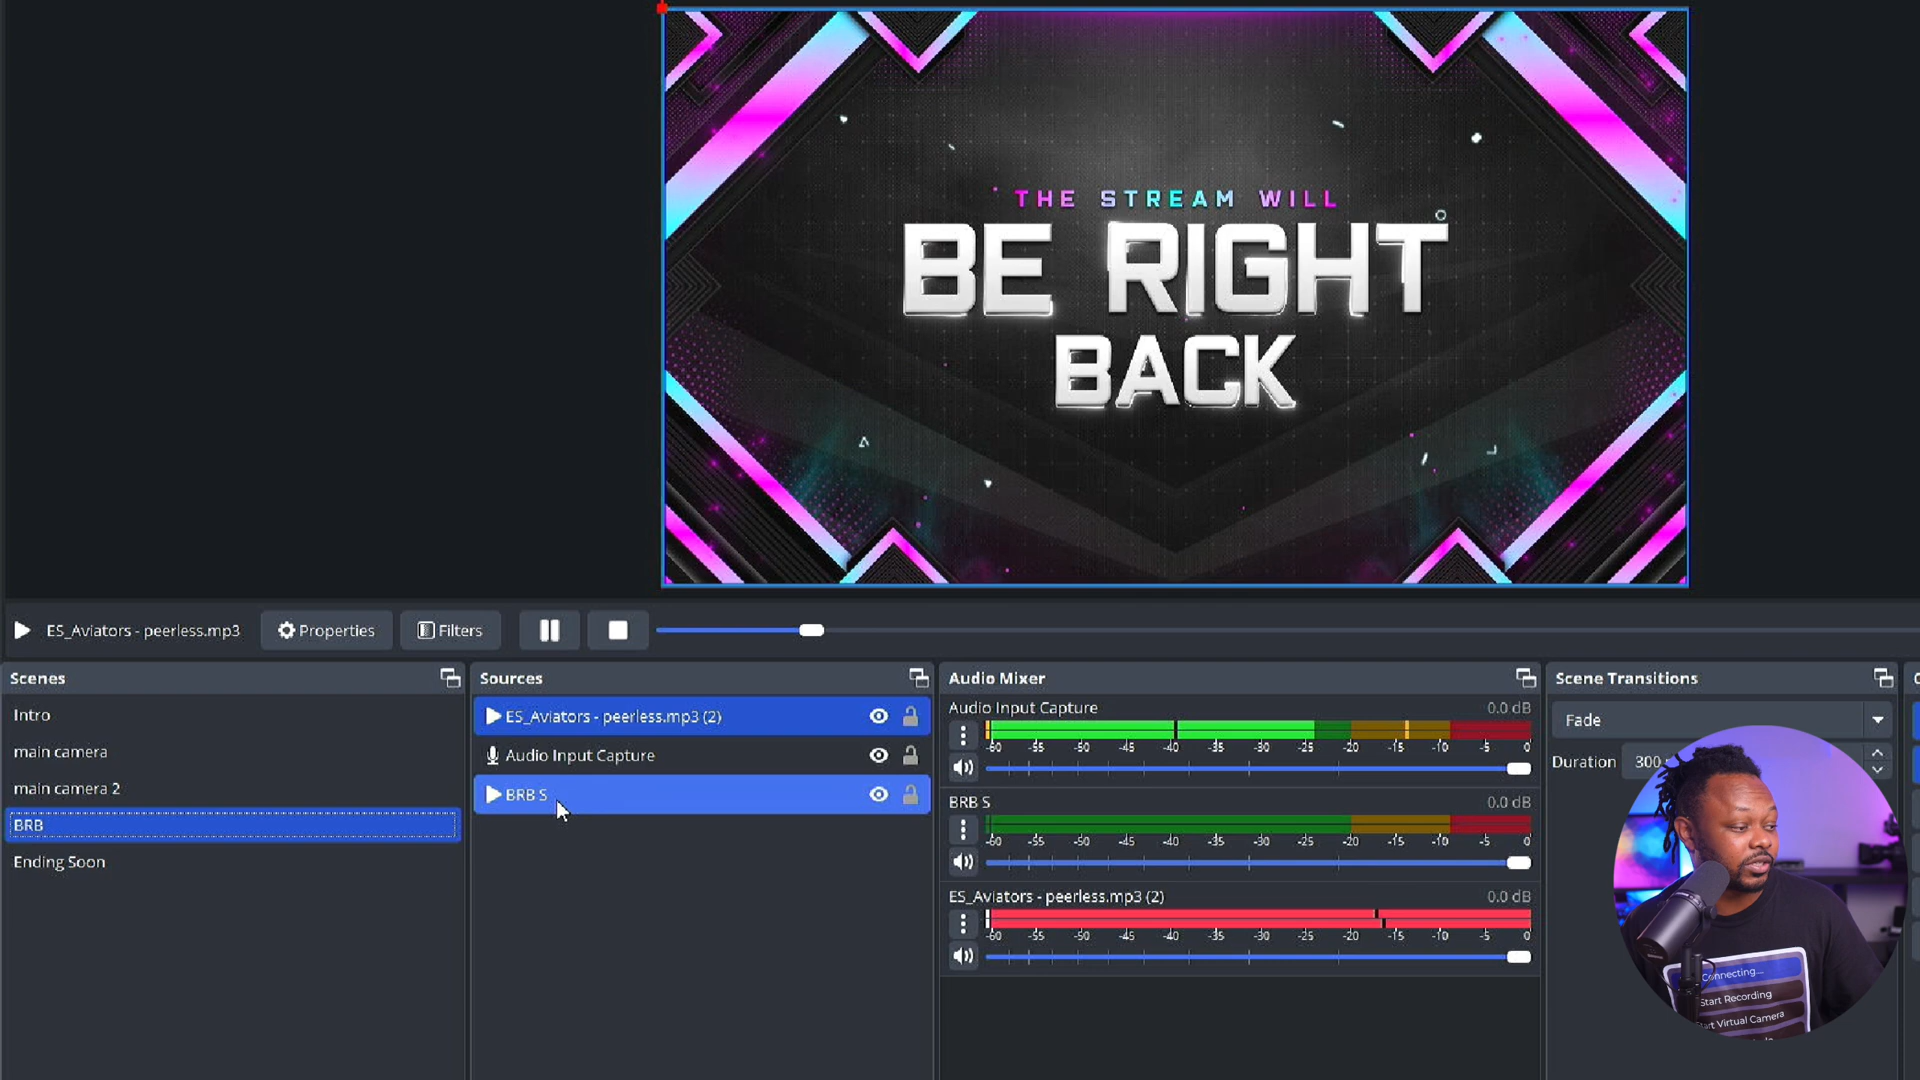 THE STREAM WILL
BE RIGHT
BACK
ES_Aviators - peerless.mp3
Properties
Filters
Scenes
Intro
main camera
main camera 2
BRB
Ending Soon
Sources
ES_Aviators - peerless.mp3 (2)
Audio Input Capture
BRB S
Audio Mixer
Audio Input Capture
0.0 dB
-60 -55 -50 -45 -40 -35 -30 -25 -20 -15 -10 -5 0
BRB S
0.0 dB
-60 -55 -50 -45 -40 -35 -30 -25 -20 -15 -10 -5 0
ES_Aviators - peerless.mp3 (2)
0.0 dB
-60 -55 -50 -45 -40 -35 -30 -25 -20 -15 -10 -5 0
Scene Transitions
Fade
Duration
300
Connecting...
Start Recording
Start Virtual Camera